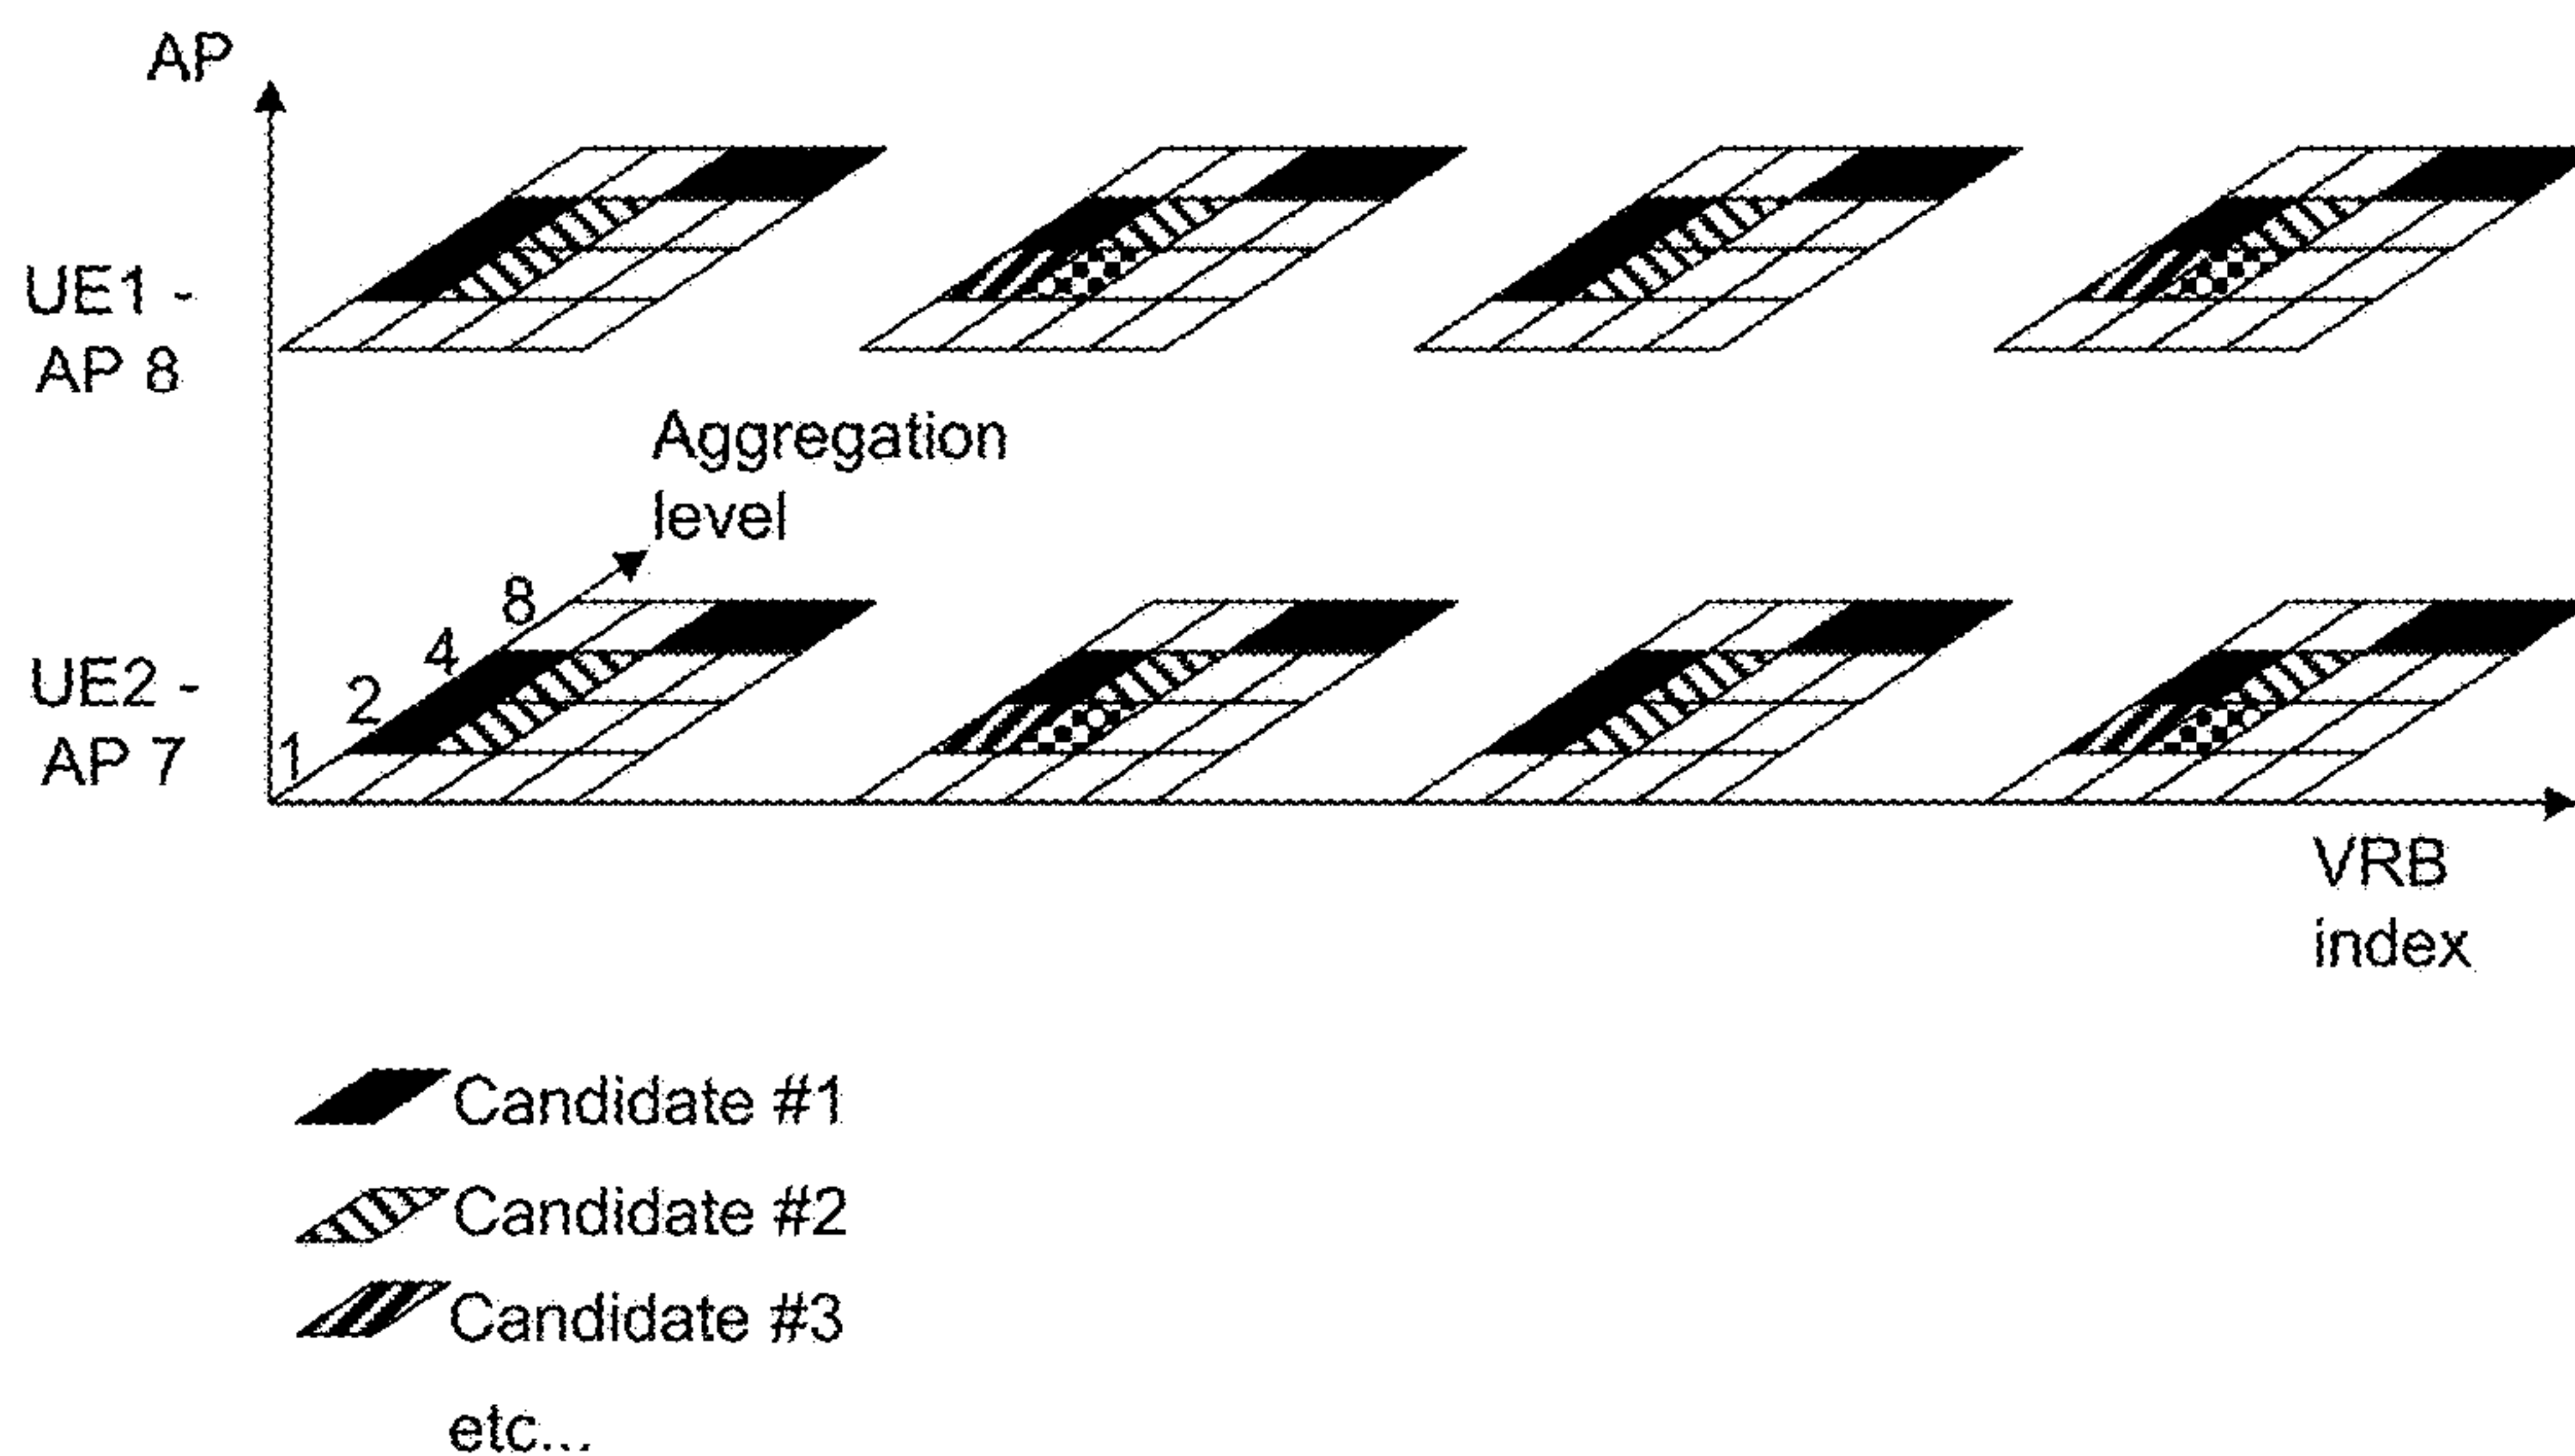 AP
UE1 -
AP 8
Aggregation
level
8
4
2
1
UE2 -
AP 7
VRB
index
Candidate #1
Candidate #2
Candidate #3
etc...